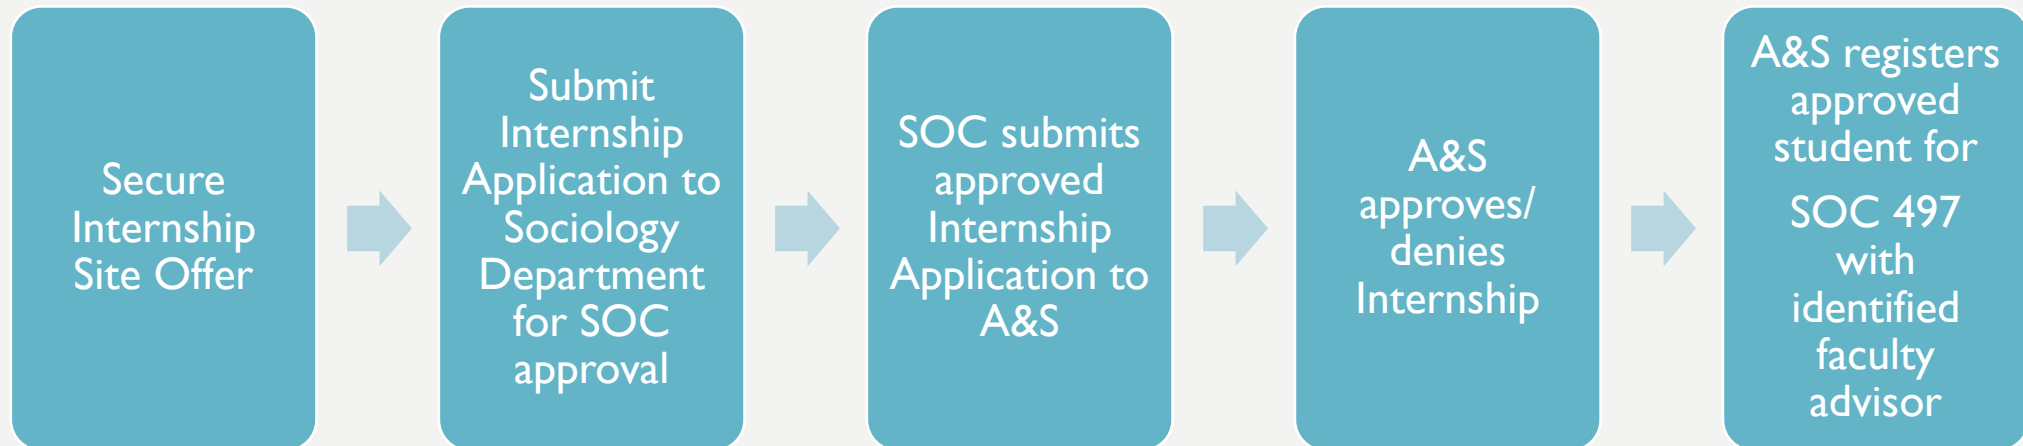 Secure
Internship
Site Offer
Submit
Internship
Application to
Sociology
Department
for SOC
approval
SOC submits
approved
Internship
Application to
A&S
A&S
approves/
denies
Internship
A&S registers
approved
student for
SOC 497
with
identified
faculty
advisor